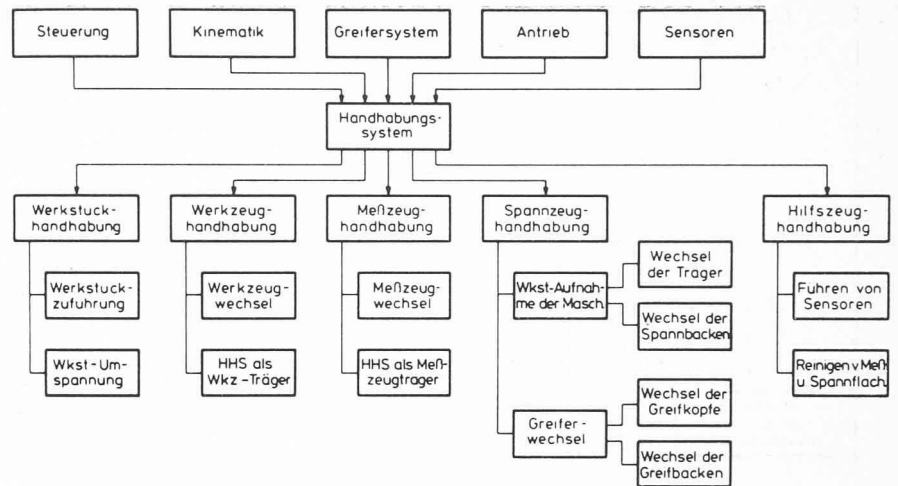 Steuerung
Kinematik
Greifersystem
Antrieb
Sensoren
Handhabungs-
system
Werkstuck-
handhabung
Werkzeug-
handhabung
Meßzeug-
handhabung
Spannzeug-
handhabung
Hilfszeug-
handhabung
Werkstuck-
zufuhrung
Werkzeug-
wechsel
Meßzeug-
wechsel
Wkst-Aufnah-
me der Masch.
Wechsel
der Trager
Wechsel der
Spannbacken
Fuhren von
Sensoren
Wkst-Um-
spannung
HHS als
Wkz-Träger
HHS als Meß-
zeugtrager
Greifer-
wechsel
Wechsel der
Greifkopfe
Wechsel der
Greifbacken
Reinigen v Meß-
u Spannflach.